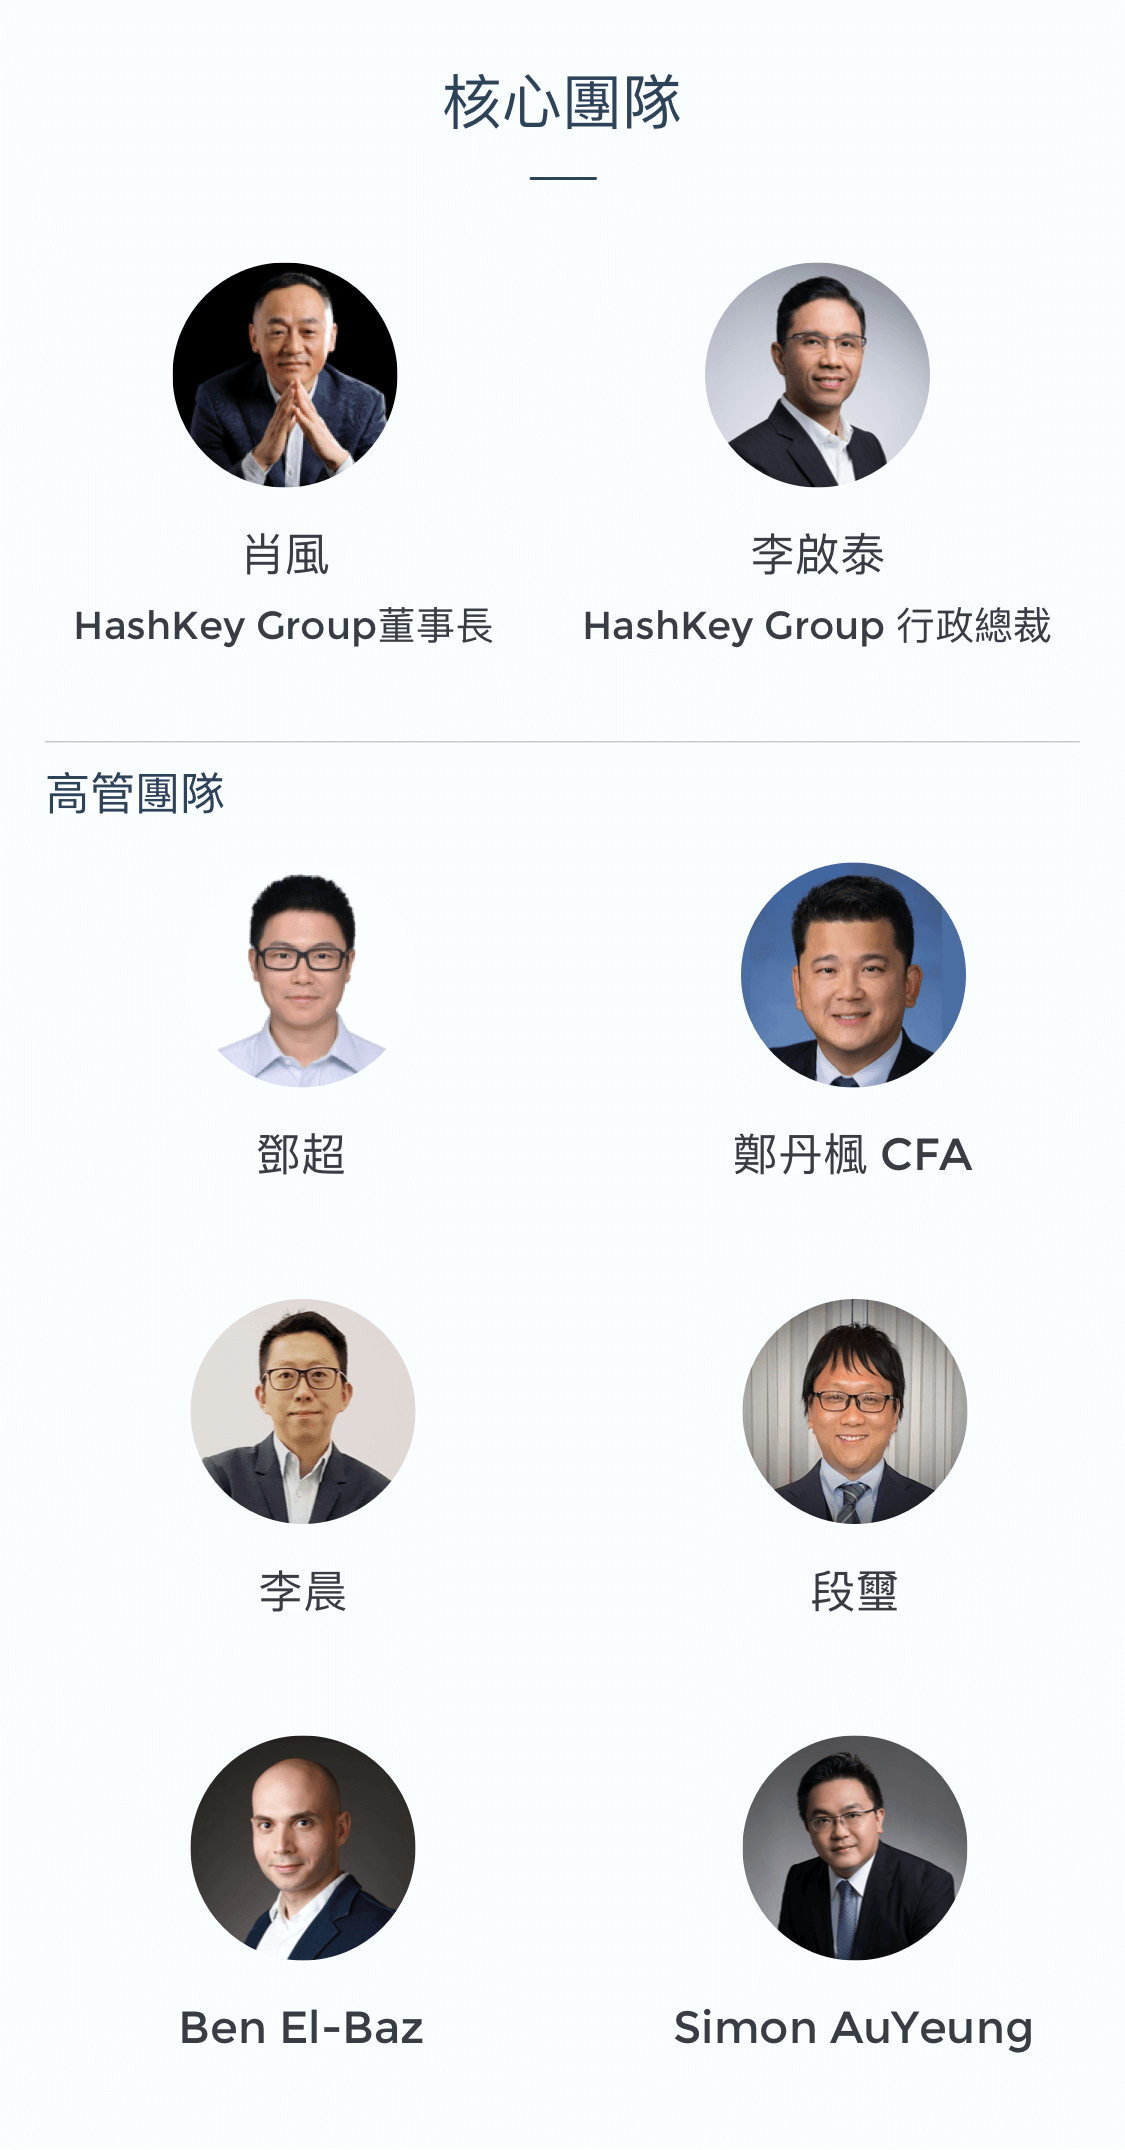 核心團隊
肖風
HashKey Group董事長
李啟泰
HashKey Group 行政總裁
高管團隊
鄧超
鄭丹楓 CFA
李晨
段璽
Ben El-Baz
Simon AuYeung